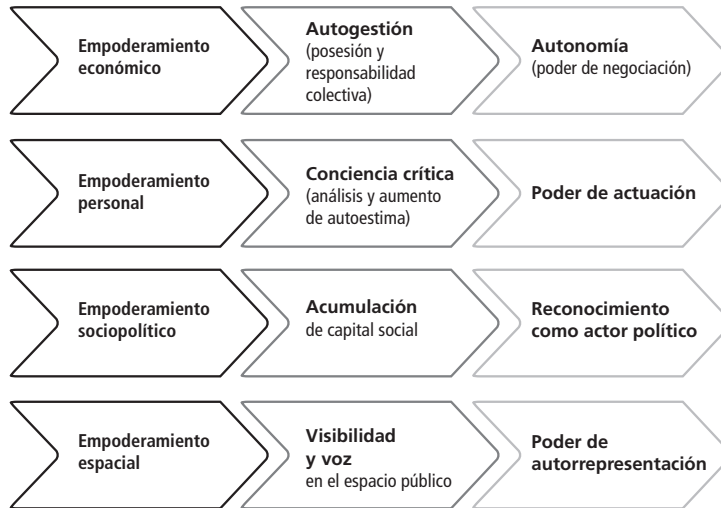 Empoderamiento
económico
Autogestión
(posesión y
responsabilidad
colectiva)
Autonomía
(poder de negociación)
Empoderamiento
personal
Conciencia crítica
(análisis y aumento
de autoestima)
Poder de actuación
Empoderamiento
sociopolítico
Acumulación
de capital social
Reconocimiento
como actor político
Empoderamiento
espacial
Visibilidad
y voz
en el espacio público
Poder de
autorrepresentación